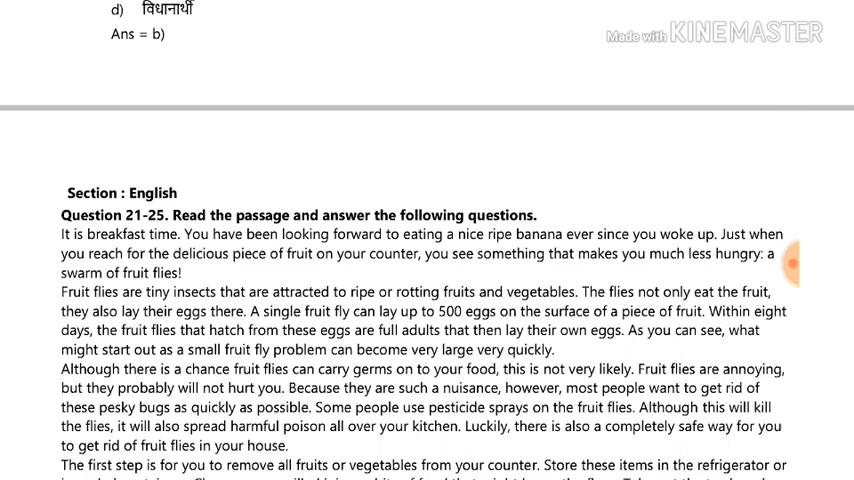 d) विधानार्थी
Ans = b)
Made with KINEMASTER
Section : English
Question 21-25. Read the passage and answer the following questions.
It is breakfast time. You have been looking forward to eating a nice ripe banana ever since you woke up. Just when
you reach for the delicious piece of fruit on your counter, you see something that makes you much less hungry: a
swarm of fruit flies!
Fruit flies are tiny insects that are attracted to ripe or rotting fruits and vegetables. The flies not only eat the fruit,
they also lay their eggs there. A single fruit fly can lay up to 500 eggs on the surface of a piece of fruit. Within eight
days, the fruit flies that hatch from these eggs are full adults that then lay their own eggs. As you can see, what
might start out as a small fruit fly problem can become very large very quickly.
Although there is a chance fruit flies can carry germs on to your food, this is not very likely. Fruit flies are annoying,
but they probably will not hurt you. Because they are such a nuisance, however, most people want to get rid of
these pesky bugs as quickly as possible. Some people use pesticide sprays on the fruit flies. Although this will kill
the flies, it will also spread harmful poison all over your kitchen. Luckily, there is also a completely safe way for you
to get rid of fruit flies in your house.
The first step is for you to remove all fruits or vegetables from your counter. Store these items in the refrigerator or